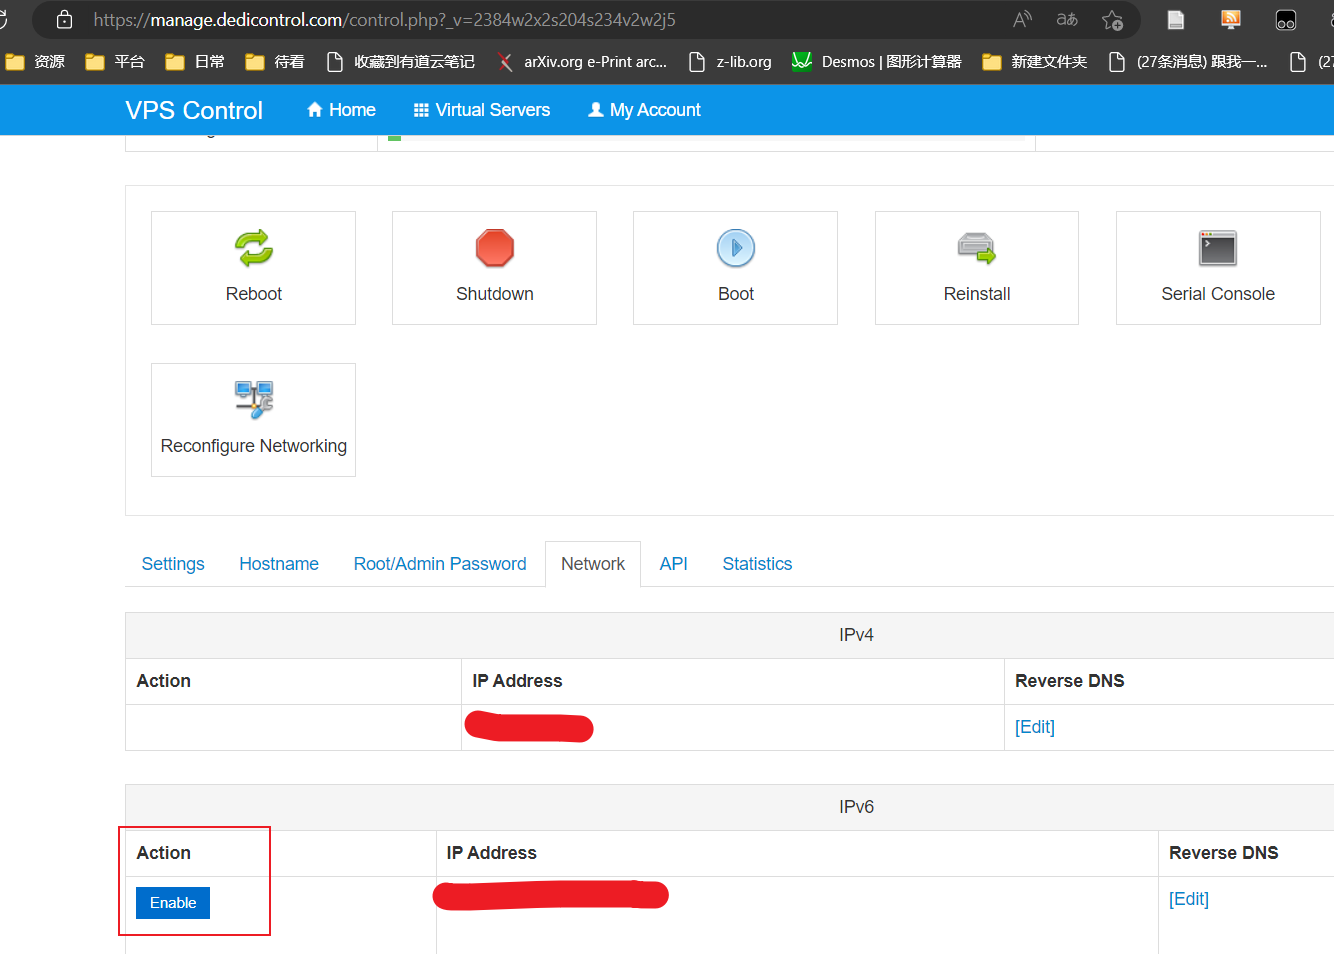 https://manage.dedicontrol.com/control.php?_v=2384w2x2s204s234v2w2j5
资源 平台 日常 待看 收藏到有道云笔记 arXiv.org e-Print arc... z-lib.org Desmos | 图形计算器 新建文件夹 (27条消息) 跟我一...
VPS Control Home Virtual Servers My Account
Reboot Shutdown Boot Reinstall Serial Console
Reconfigure Networking
Settings Hostname Root/Admin Password Network API Statistics
IPv4
Action IP Address Reverse DNS
[Edit]
IPv6
Action IP Address Reverse DNS
Enable [Edit]